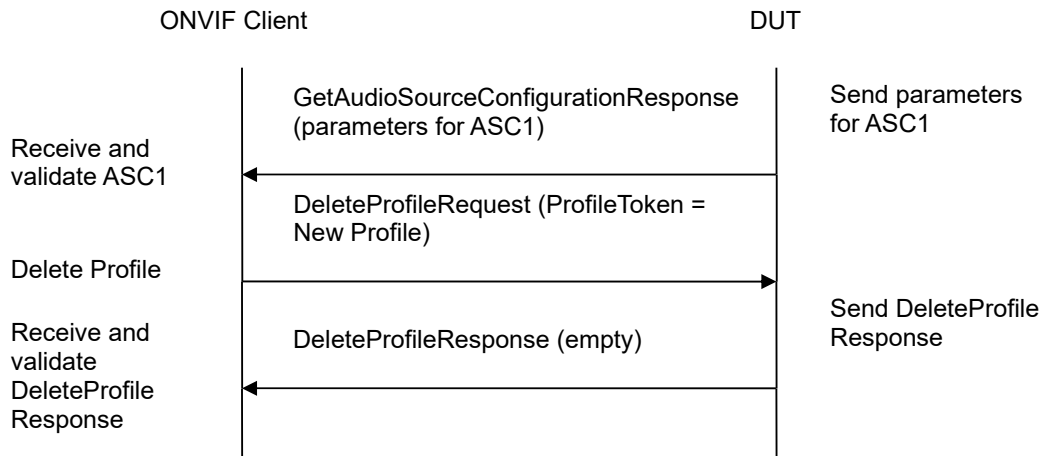 ONVIF Client
DUT
GetAudioSourceConfigurationResponse
(parameters for ASC1)
Send parameters
for ASC1
Receive and
validate ASC1
DeleteProfileRequest (ProfileToken =
New Profile)
Delete Profile
Send DeleteProfile
Response
Receive and
validate
DeleteProfile
Response
DeleteProfileResponse (empty)